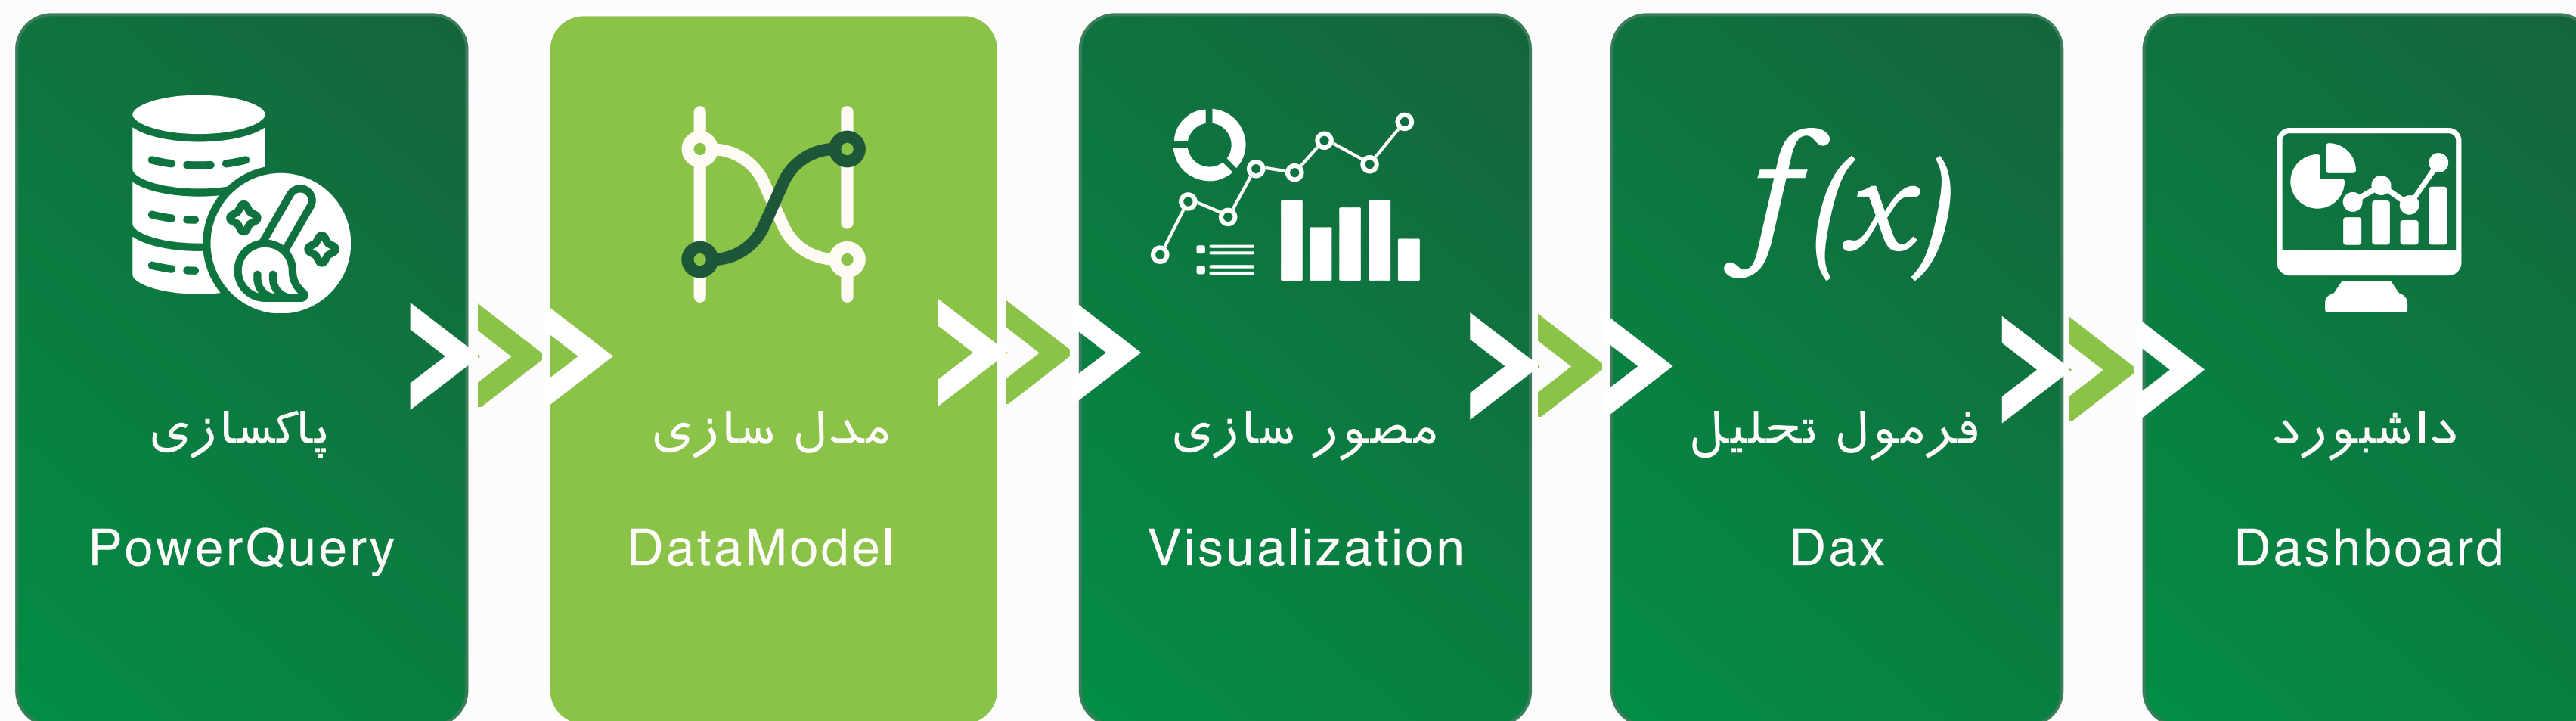 پاکسازی
PowerQuery
مدل سازی
DataModel
مصور سازی
Visualization
f(x)
فرمول تحلیل
Dax
داشبورد
Dashboard